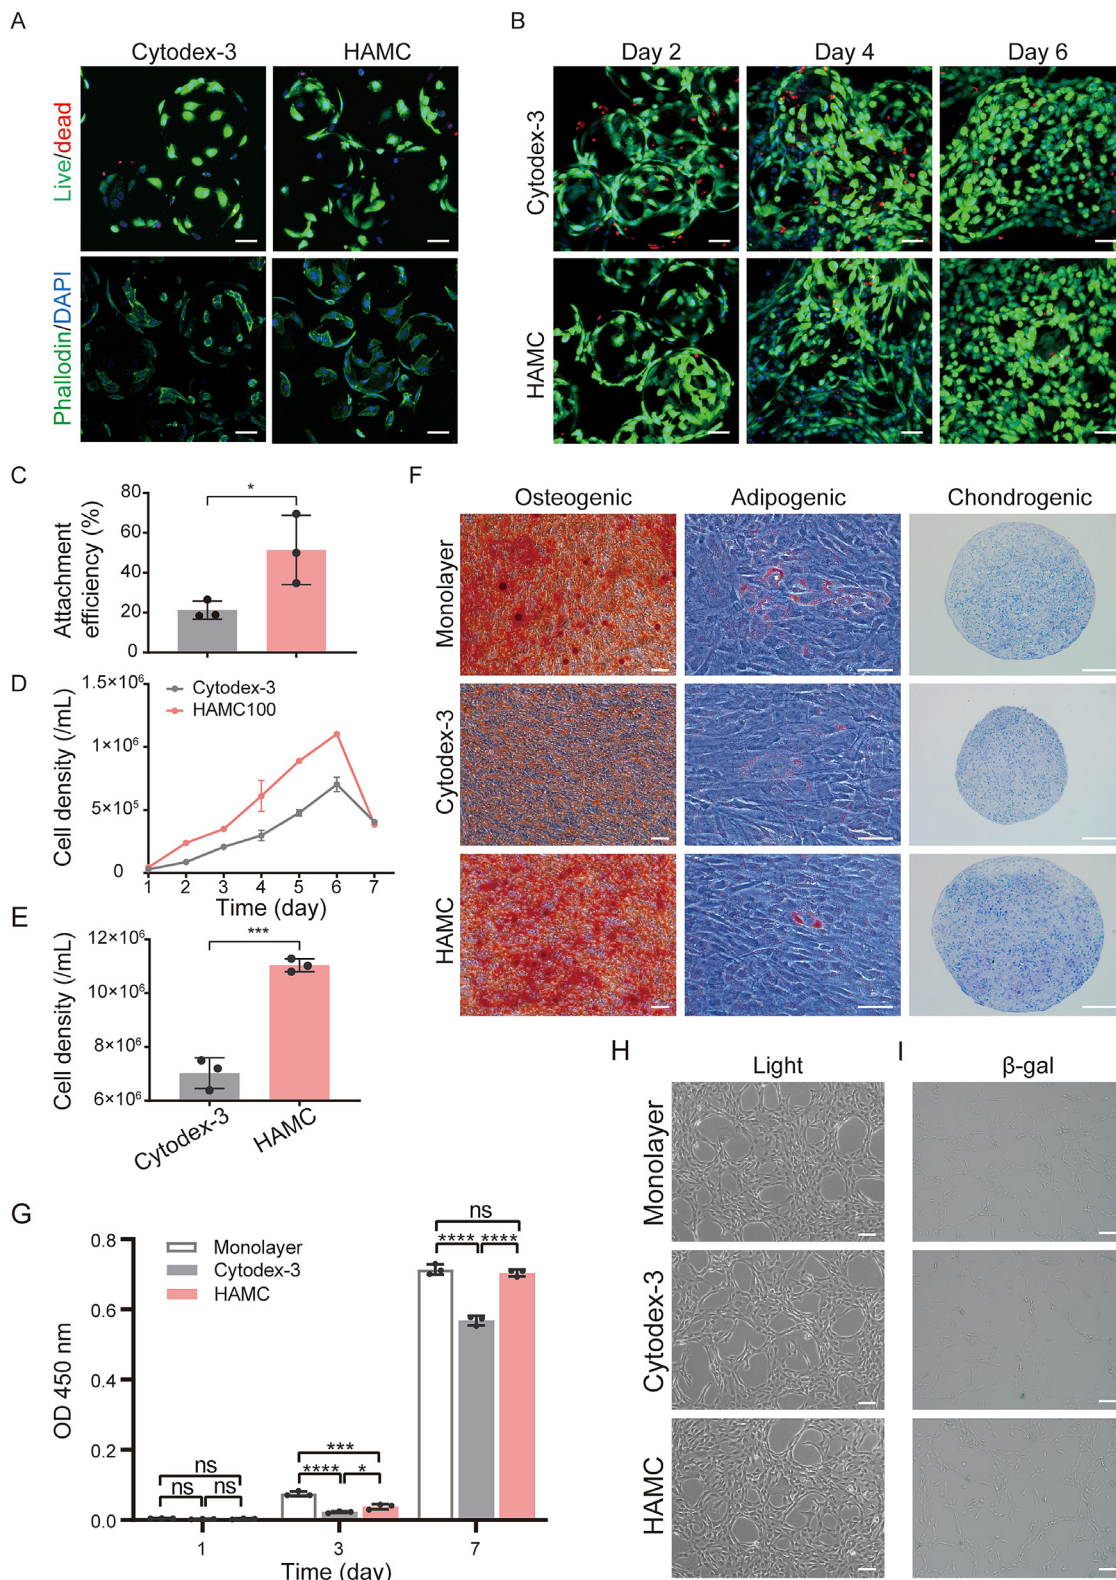 A
Cytodex-3 HAMC
Live/dead
Phallodin/DAPI
B
Day 2 Day 4 Day 6
Cytodex-3
HAMC
C
Attachment
efficiency (%)
80
60
40
20
0
*
D
Cell density (/mL)
1.5×10⁶
1×10⁶
5×10⁵
0
Cytodex-3
HAMC100
1 2 3 4 5 6 7
Time (day)
E
Cell density (/mL)
12×10⁶
10×10⁶
8×10⁶
6×10⁶
***
Cytodex-3 HAMC
F
Osteogenic Adipogenic Chondrogenic
Monolayer
Cytodex-3
HAMC
G
OD 450 nm
0.8
0.6
0.4
0.2
0.0
Monolayer
Cytodex-3
HAMC
ns
ns ns
***
**** *
ns
**** ****
1 3 7
Time (day)
H
Light
Monolayer
Cytodex-3
HAMC
I
β-gal